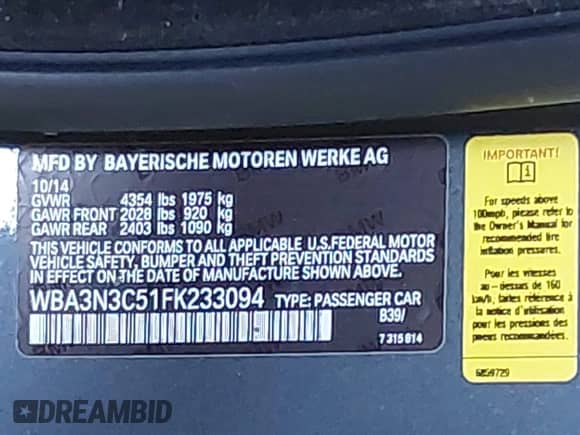 MFD BY BAYERISCHE MOTOREN WERKE AG
10/14
GVWR 4354 lbs 1975 kg
GAWR FRONT 2028 lbs 920 kg
GAWR REAR 2403 lbs 1090 kg
THIS VEHICLE CONFORMS TO ALL APPLICABLE U.S.FEDERAL MOTOR
VEHICLE SAFETY, BUMPER AND THEFT PREVENTION STANDARDS
IN EFFECT ON THE DATE OF MANUFACTURE SHOWN ABOVE.
WBA3N3C51FK233094 TYPE: PASSENGER CAR
B39/
7 315 814
IMPORTANT!
For speeds above
100mph, please refer to
the Owner's Manual for
recommended tire
inflation pressures.
Pour les vitesses
au-dessus de 160
km/h, faites référence à
la notice d'utilisation
pour les pressions des
pneus recommandées.
6859729
DREAMBID